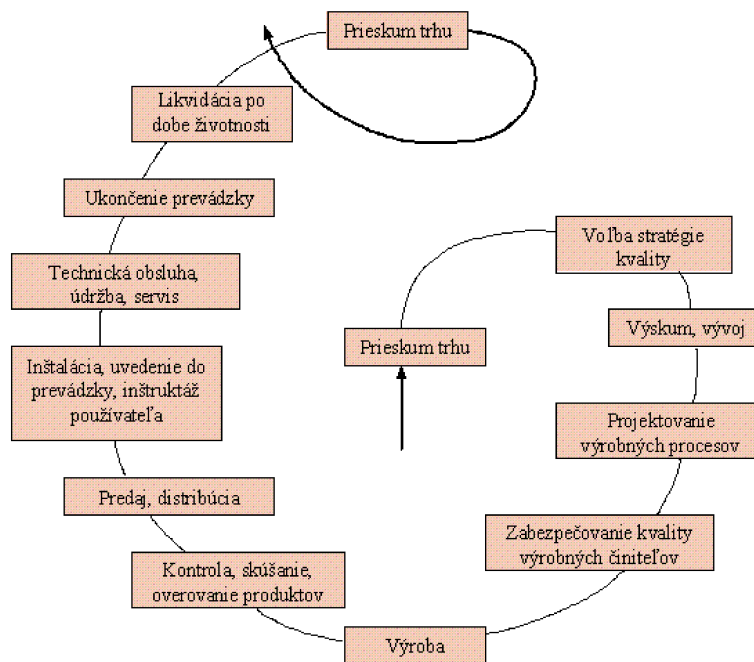 Prieskum trhu
Likvidácia po
dobe životnosti
Ukončenie prevádzky
Technická obsluha,
údržba, servis
Inštalácia, uvedenie do
prevádzky, inštruktáž
používateľa
Predaj, distribúcia
Kontrola, skúšanie,
overovanie produktov
Výroba
Zabezpečovanie kvality
výrobných činiteľov
Projektovanie
výrobných procesov
Výskum, vývoj
Voľba stratégie
kvality
Prieskum trhu